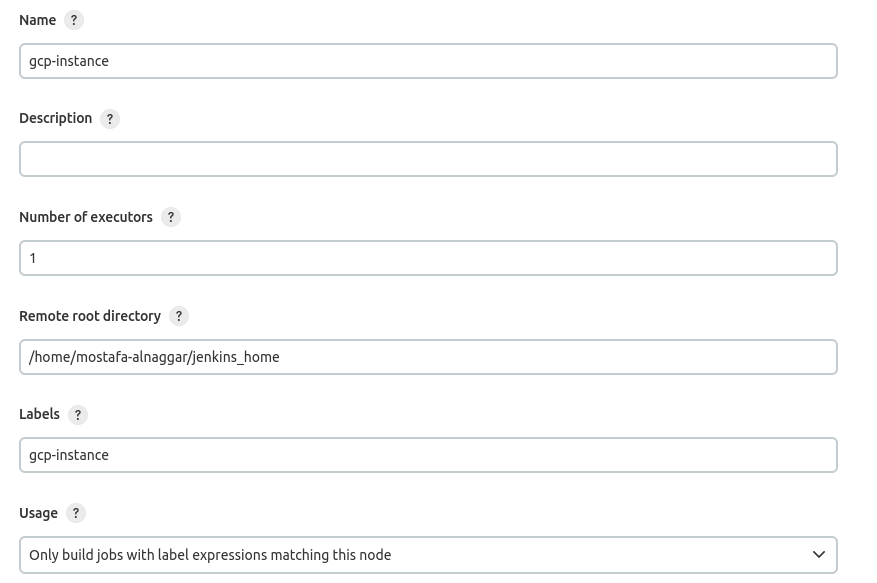 Name ?
gcp-instance
Description ?
Number of executors ?
1
Remote root directory ?
/home/mostafa-alnaggar/jenkins_home
Labels ?
gcp-instance
Usage ?
Only build jobs with label expressions matching this node